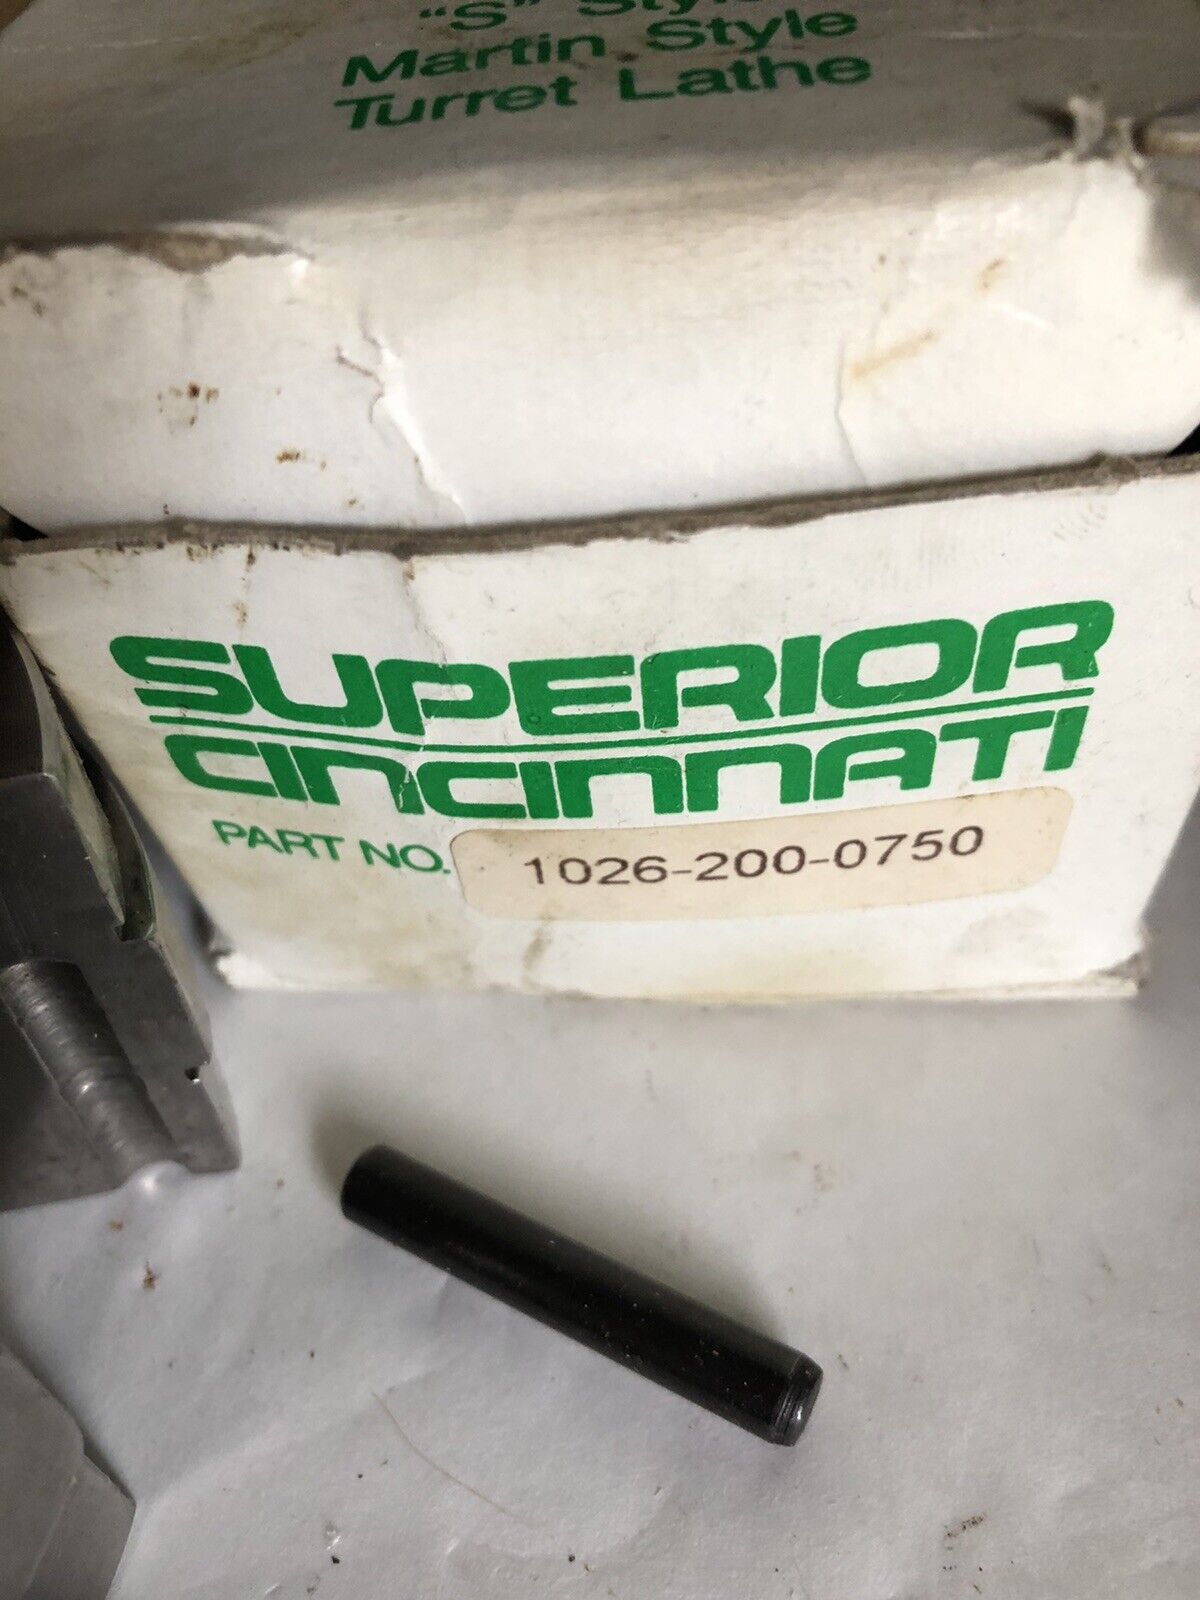 "S" Style
Martin Style
Turret Lathe
SUPERIOR
CINCINNATI
PART NO. 1026-200-0750